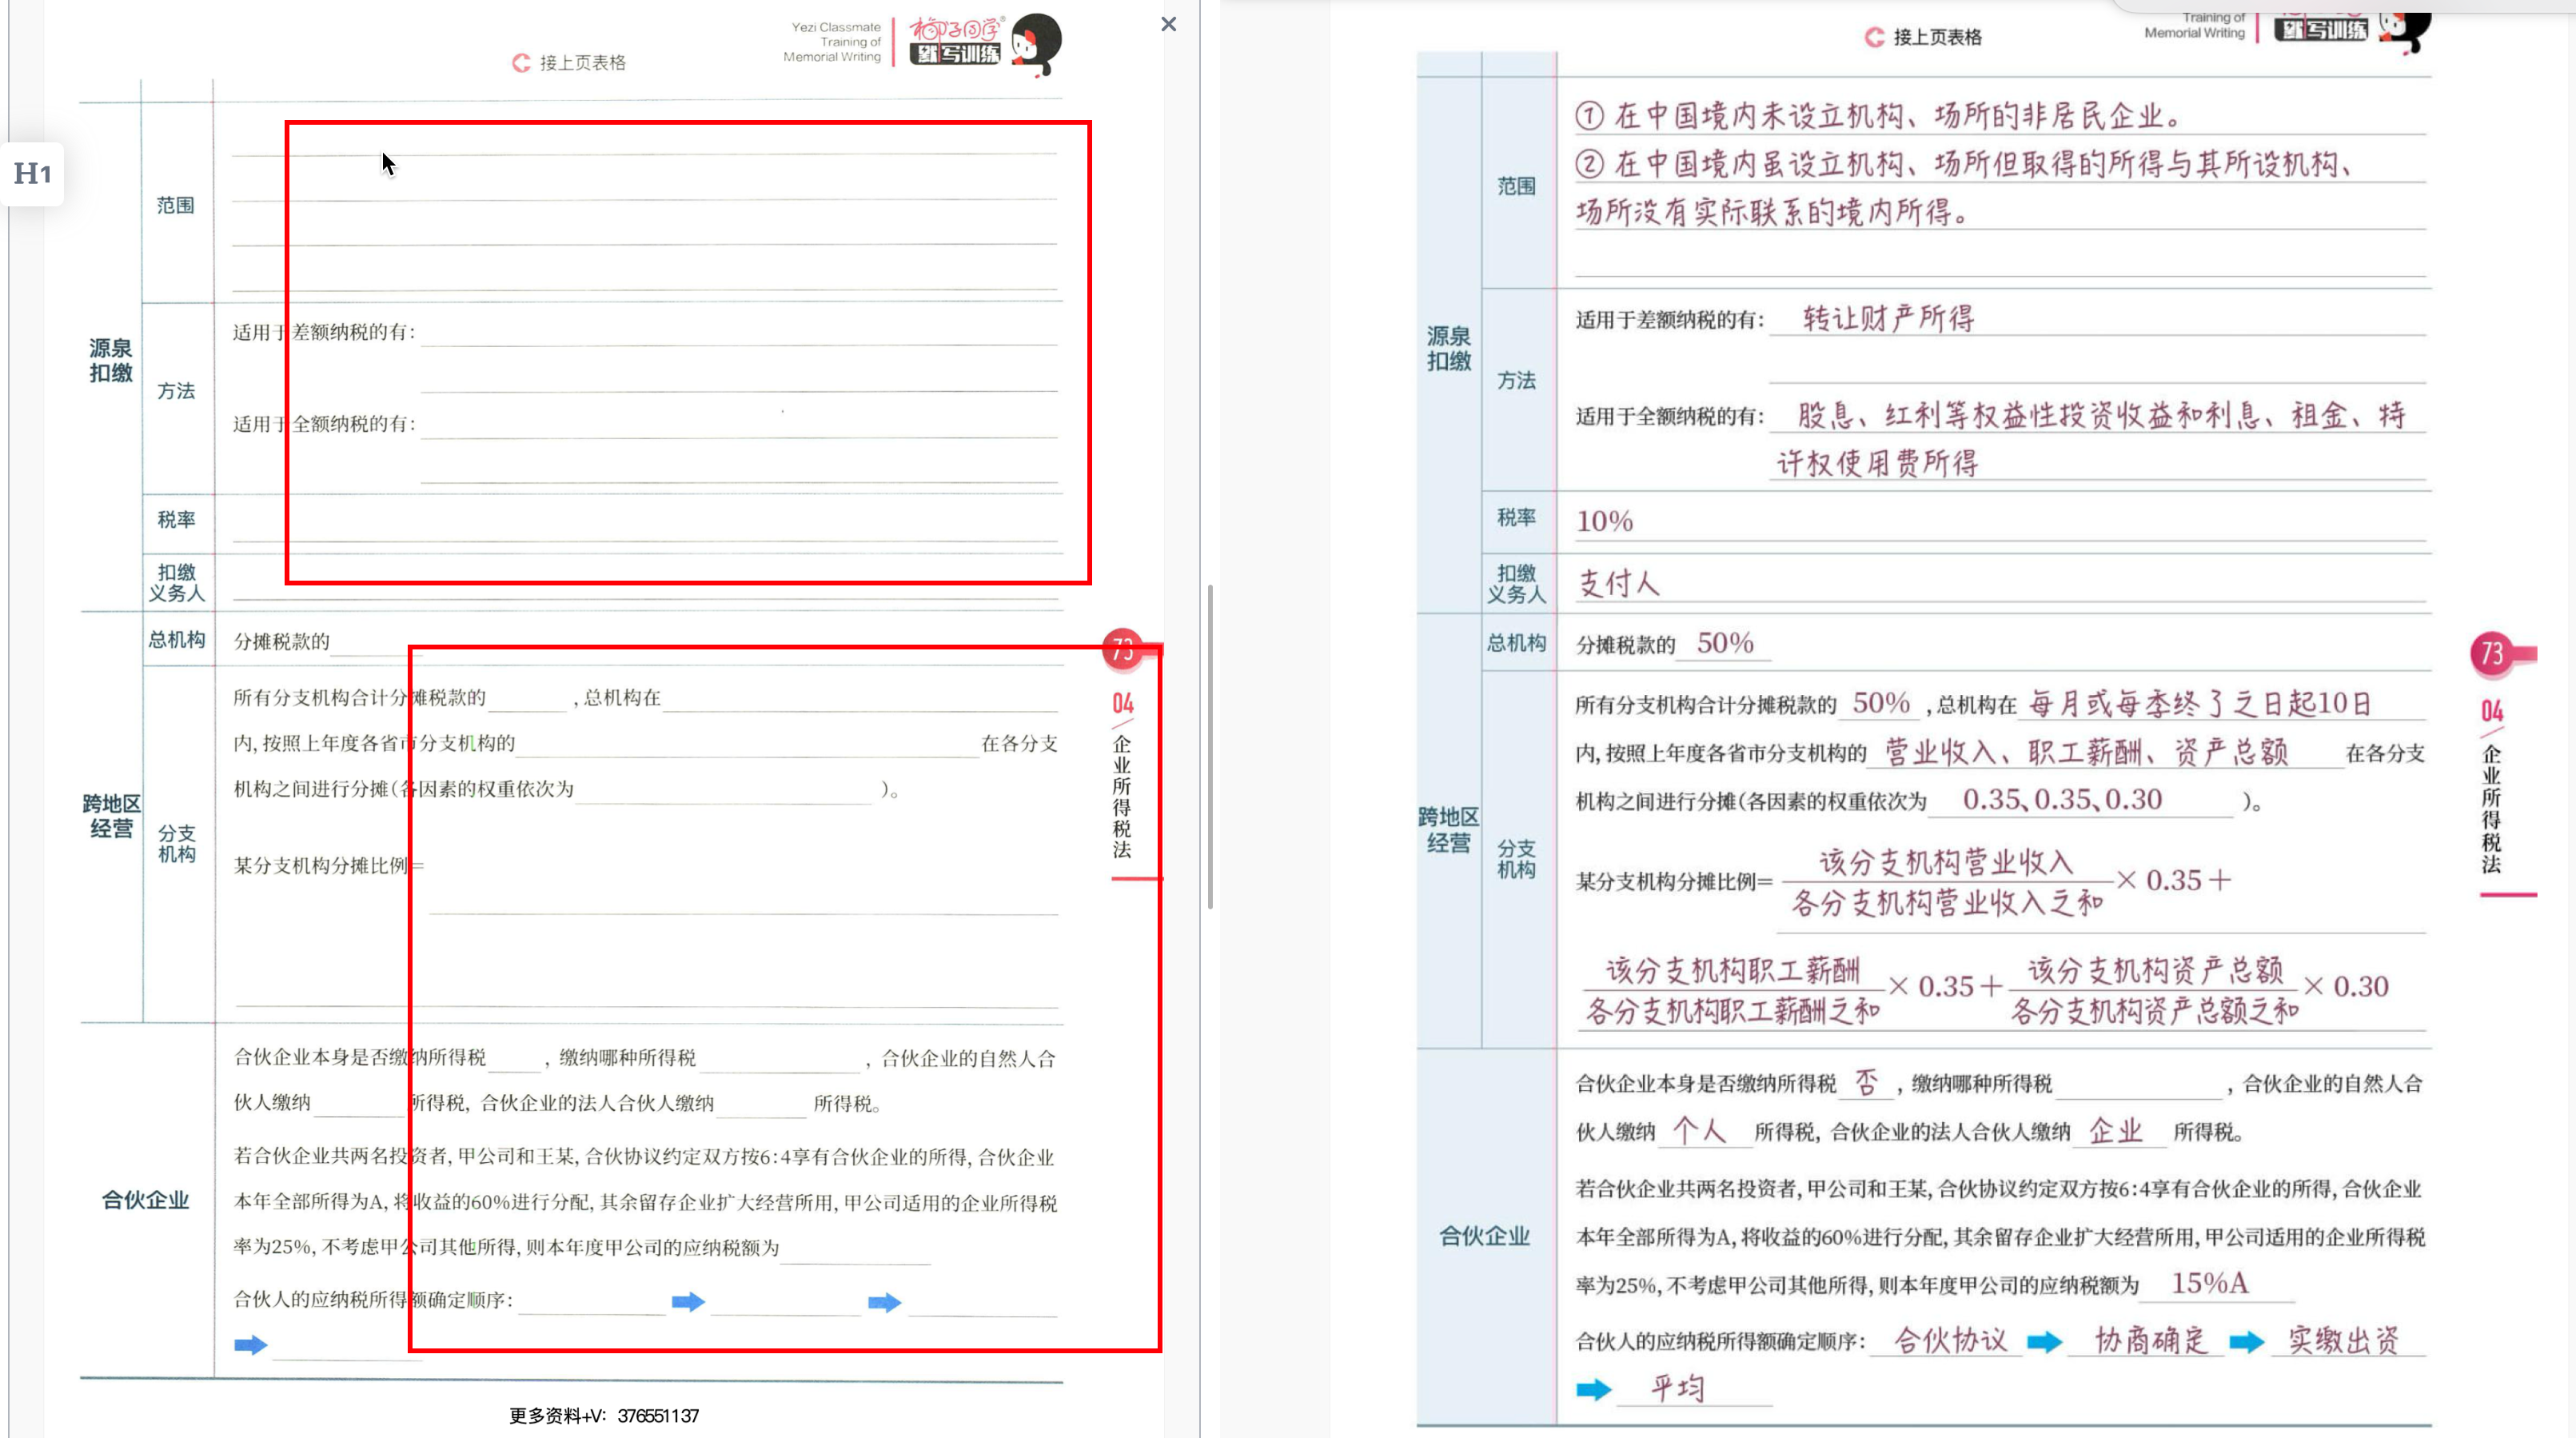 Yezi Classmate
Training of
Memorial Writing
椰子同学
默写训练
接上页表格
H1
源泉
扣缴
范围
方法
适用于差额纳税的有:
适用于全额纳税的有:
税率
扣缴
义务人
跨地区
经营
总机构
分摊税款的
分支
机构
所有分支机构合计分摊税款的 ,总机构在
内,按照上年度各省市分支机构的 在各分支
机构之间进行分摊(各因素的权重依次为 )。
某分支机构分摊比例=
合伙企业
合伙企业本身是否缴纳所得税 ,缴纳哪种所得税 ,合伙企业的自然人合
伙人缴纳 所得税,合伙企业的法人合伙人缴纳 所得税。
若合伙企业共两名投资者,甲公司和王某,合伙协议约定双方按6:4享有合伙企业的所得,合伙企业
本年全部所得为A,将收益的60%进行分配,其余留存企业扩大经营所用,甲公司适用的企业所得税
率为25%,不考虑甲公司其他所得,则本年度甲公司的应纳税额为
合伙人的应纳税所得额确定顺序:
73
04
企业所得税法
更多资料+V: 376551137
Training of
Memorial Writing
默写训练
接上页表格
源泉
扣缴
范围
① 在中国境内未设立机构、场所的非居民企业。
② 在中国境内虽设立机构、场所但取得的所得与其所设机构、
场所没有实际联系的境内所得。
方法
适用于差额纳税的有: 转让财产所得
适用于全额纳税的有: 股息、红利等权益性投资收益和利息、租金、特
许权使用费所得
税率
10%
扣缴
义务人
支付人
跨地区
经营
总机构
分摊税款的 50%
分支
机构
所有分支机构合计分摊税款的 50% ,总机构在 每月或每季终了之日起10日
内,按照上年度各省市分支机构的 营业收入、职工薪酬、资产总额 在各分支
机构之间进行分摊(各因素的权重依次为 0.35、0.35、0.30 )。
该分支机构营业收入
某分支机构分摊比例= × 0.35+
各分支机构营业收入之和
该分支机构职工薪酬 该分支机构资产总额
× 0.35+ × 0.30
各分支机构职工薪酬之和 各分支机构资产总额之和
合伙企业
合伙企业本身是否缴纳所得税 否 ,缴纳哪种所得税 ,合伙企业的自然人合
伙人缴纳 个人 所得税,合伙企业的法人合伙人缴纳 企业 所得税。
若合伙企业共两名投资者,甲公司和王某,合伙协议约定双方按6:4享有合伙企业的所得,合伙企业
本年全部所得为A,将收益的60%进行分配,其余留存企业扩大经营所用,甲公司适用的企业所得税
率为25%,不考虑甲公司其他所得,则本年度甲公司的应纳税额为 15%A
合伙人的应纳税所得额确定顺序: 合伙协议 协商确定 实缴出资
平均
73
04
企业所得税法